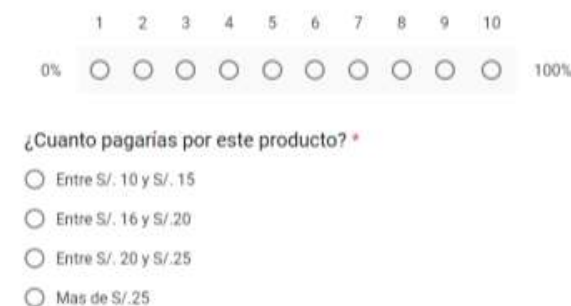 1 2 3 4 5 6 7 8 9 10
0% 100%
¿Cuanto pagarías por este producto? *
Entre S/. 10 y S/. 15
Entre S/. 16 y S/.20
Entre S/. 20 y S/.25
Mas de S/.25